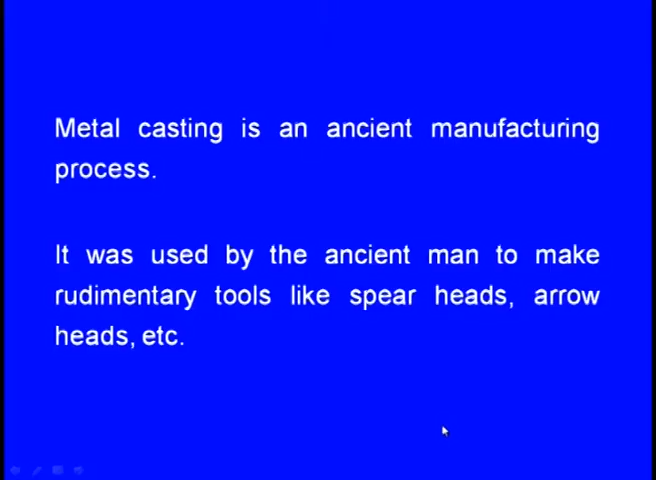 Metal casting is an ancient manufacturing
process.
It was used by the ancient man to make
rudimentary tools like spear heads, arrow
heads, etc.